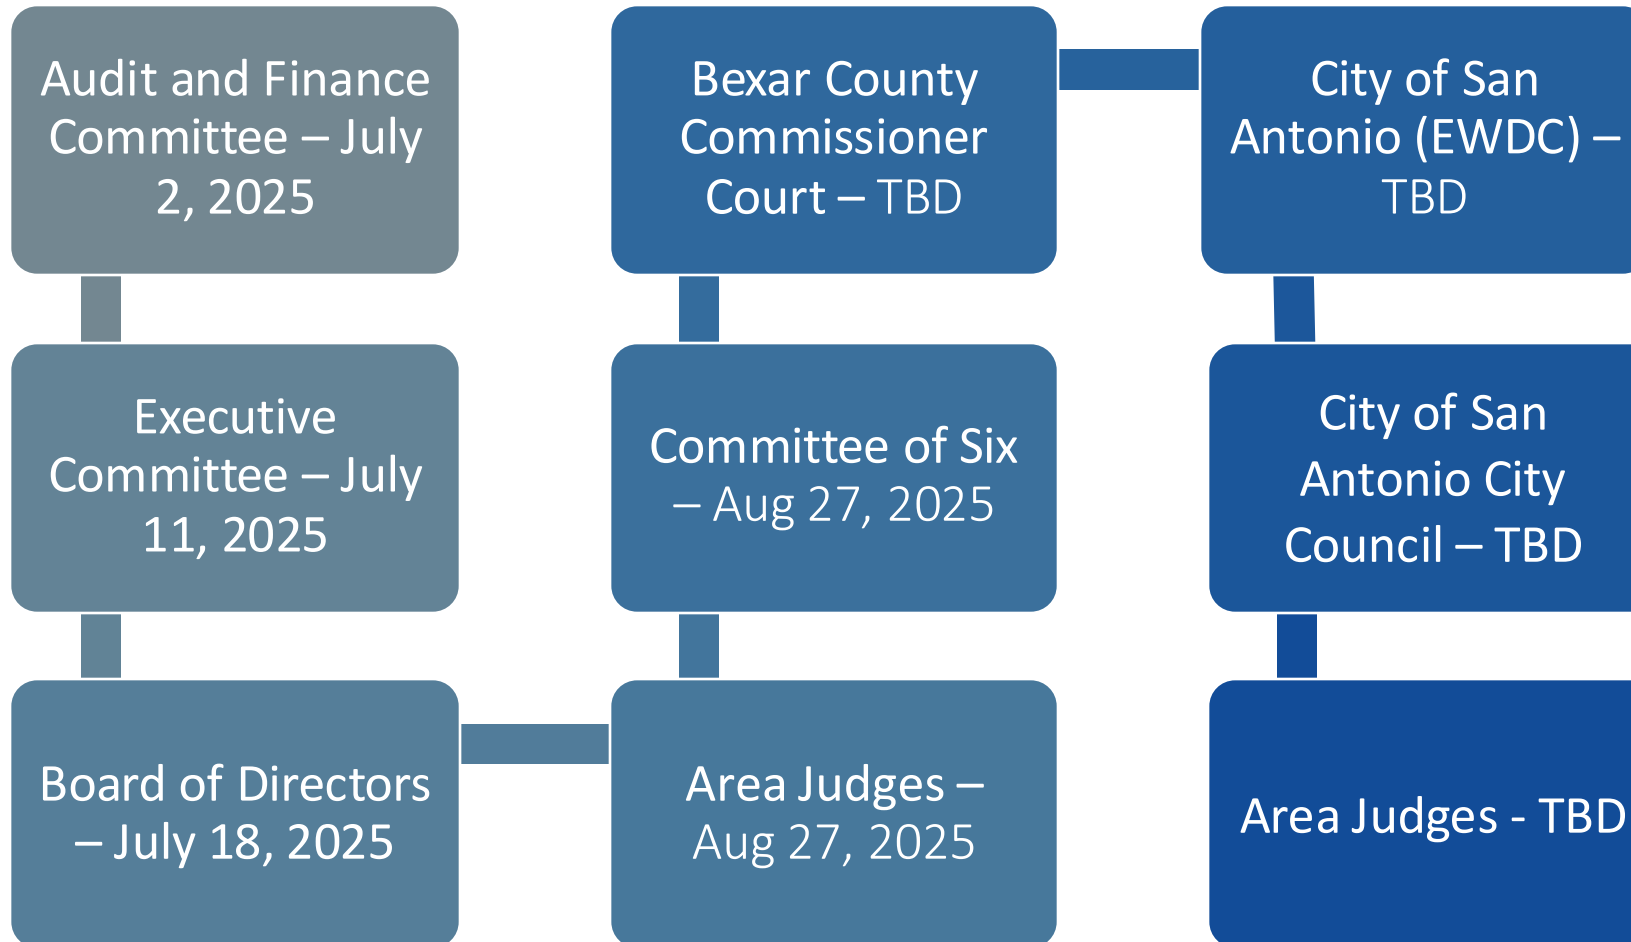 Audit and Finance
Committee – July
2, 2025
Executive
Committee – July
11, 2025
Board of Directors
– July 18, 2025
Area Judges –
Aug 27, 2025
Committee of Six
– Aug 27, 2025
Bexar County
Commissioner
Court – TBD
City of San
Antonio (EWDC) –
TBD
City of San
Antonio City
Council – TBD
Area Judges - TBD